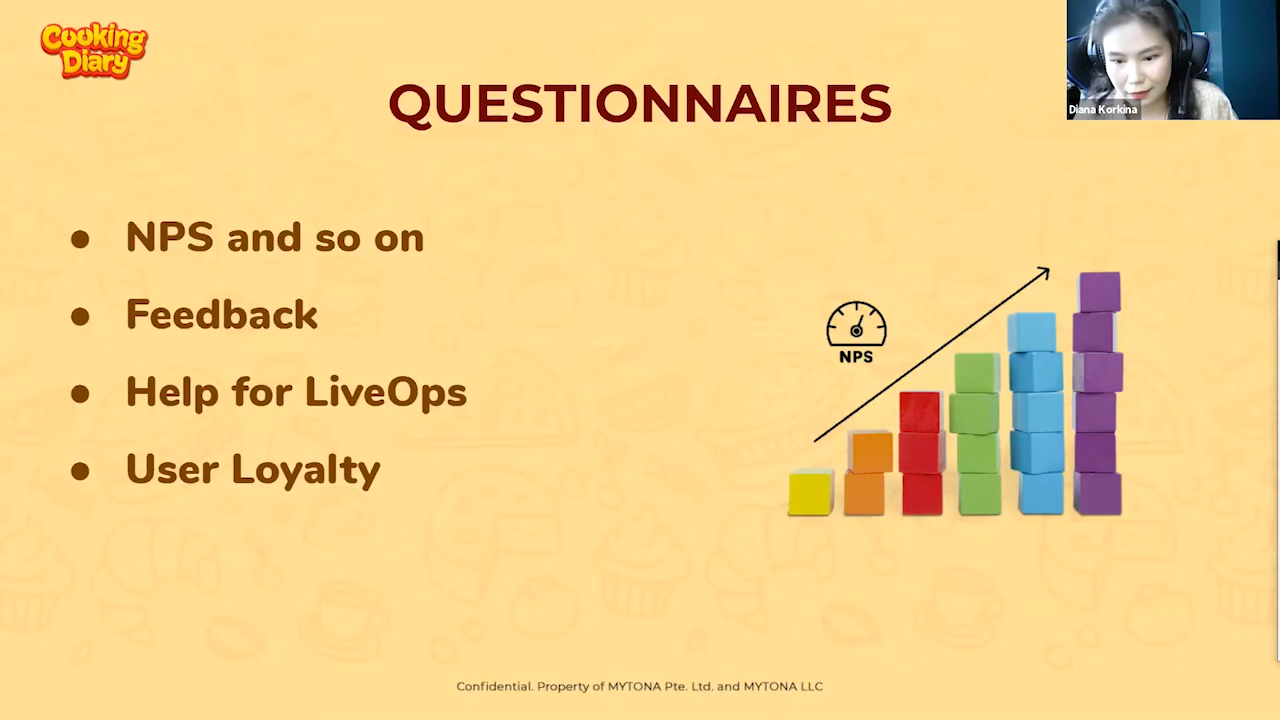 Cooking
Diary
Diana Korkina
QUESTIONNAIRES
● NPS and so on
● Feedback
● Help for LiveOps
● User Loyalty
NPS
Confidential. Property of MYTONA Pte. Ltd. and MYTONA LLC